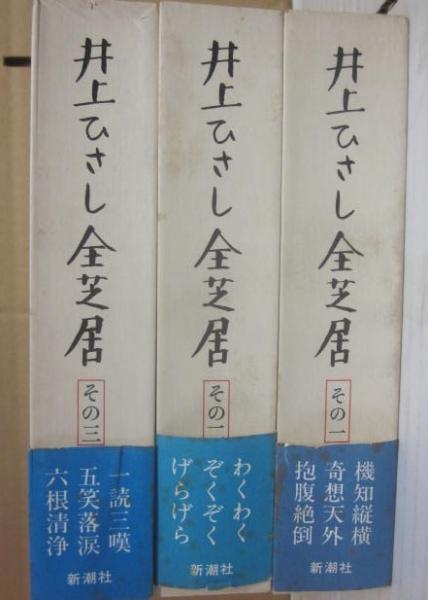 井上ひさし全芝居
その一
機知縦横
奇想天外
抱腹絶倒
新潮社
井上ひさし全芝居
その一
わくわく
ぞくぞく
げらげら
新潮社
井上ひさし全芝居
その三
一読三嘆
五笑落涙
六根清浄
新潮社